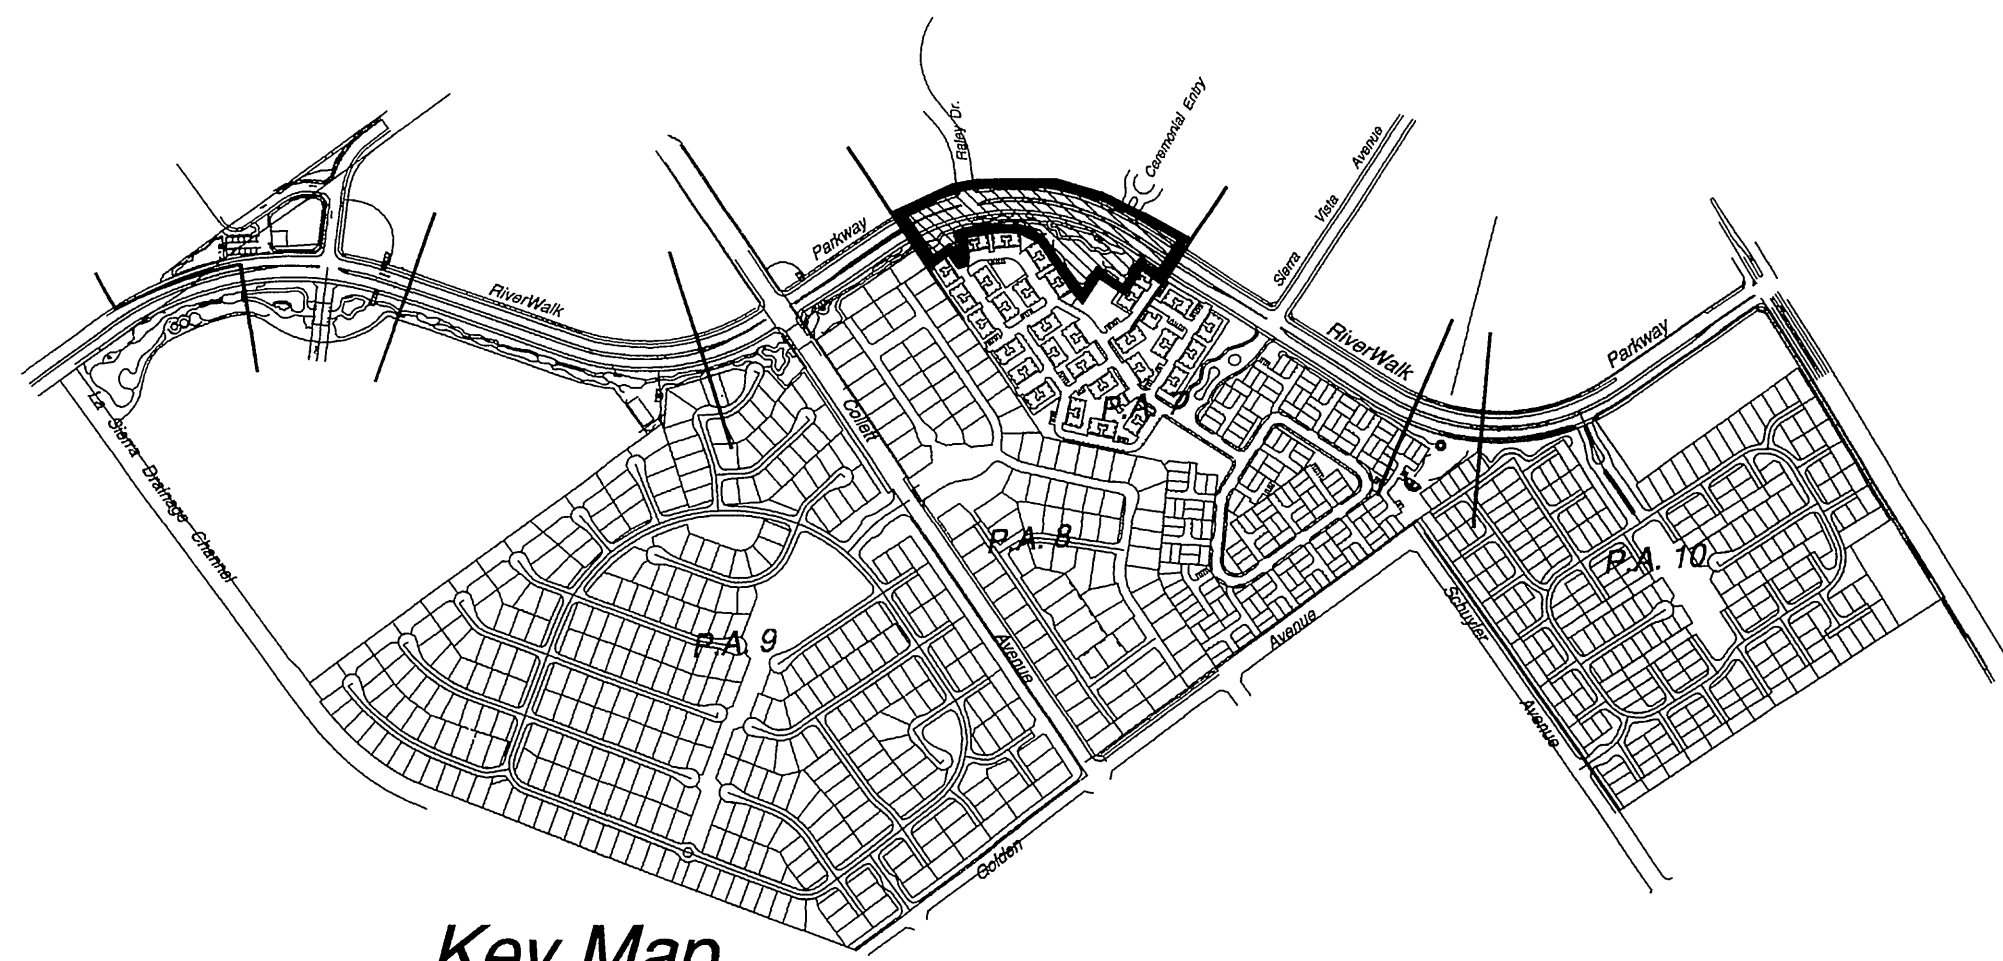 Raley Dr.
Ceremonial Entry
Sierra Vista Avenue
Parkway
RiverWalk
RiverWalk Parkway
La Sierra Drainage Channel
Collett Avenue
P.A. 8
P.A. 9
P.A. 10
Schuyler Avenue
Golden Avenue
Key Map